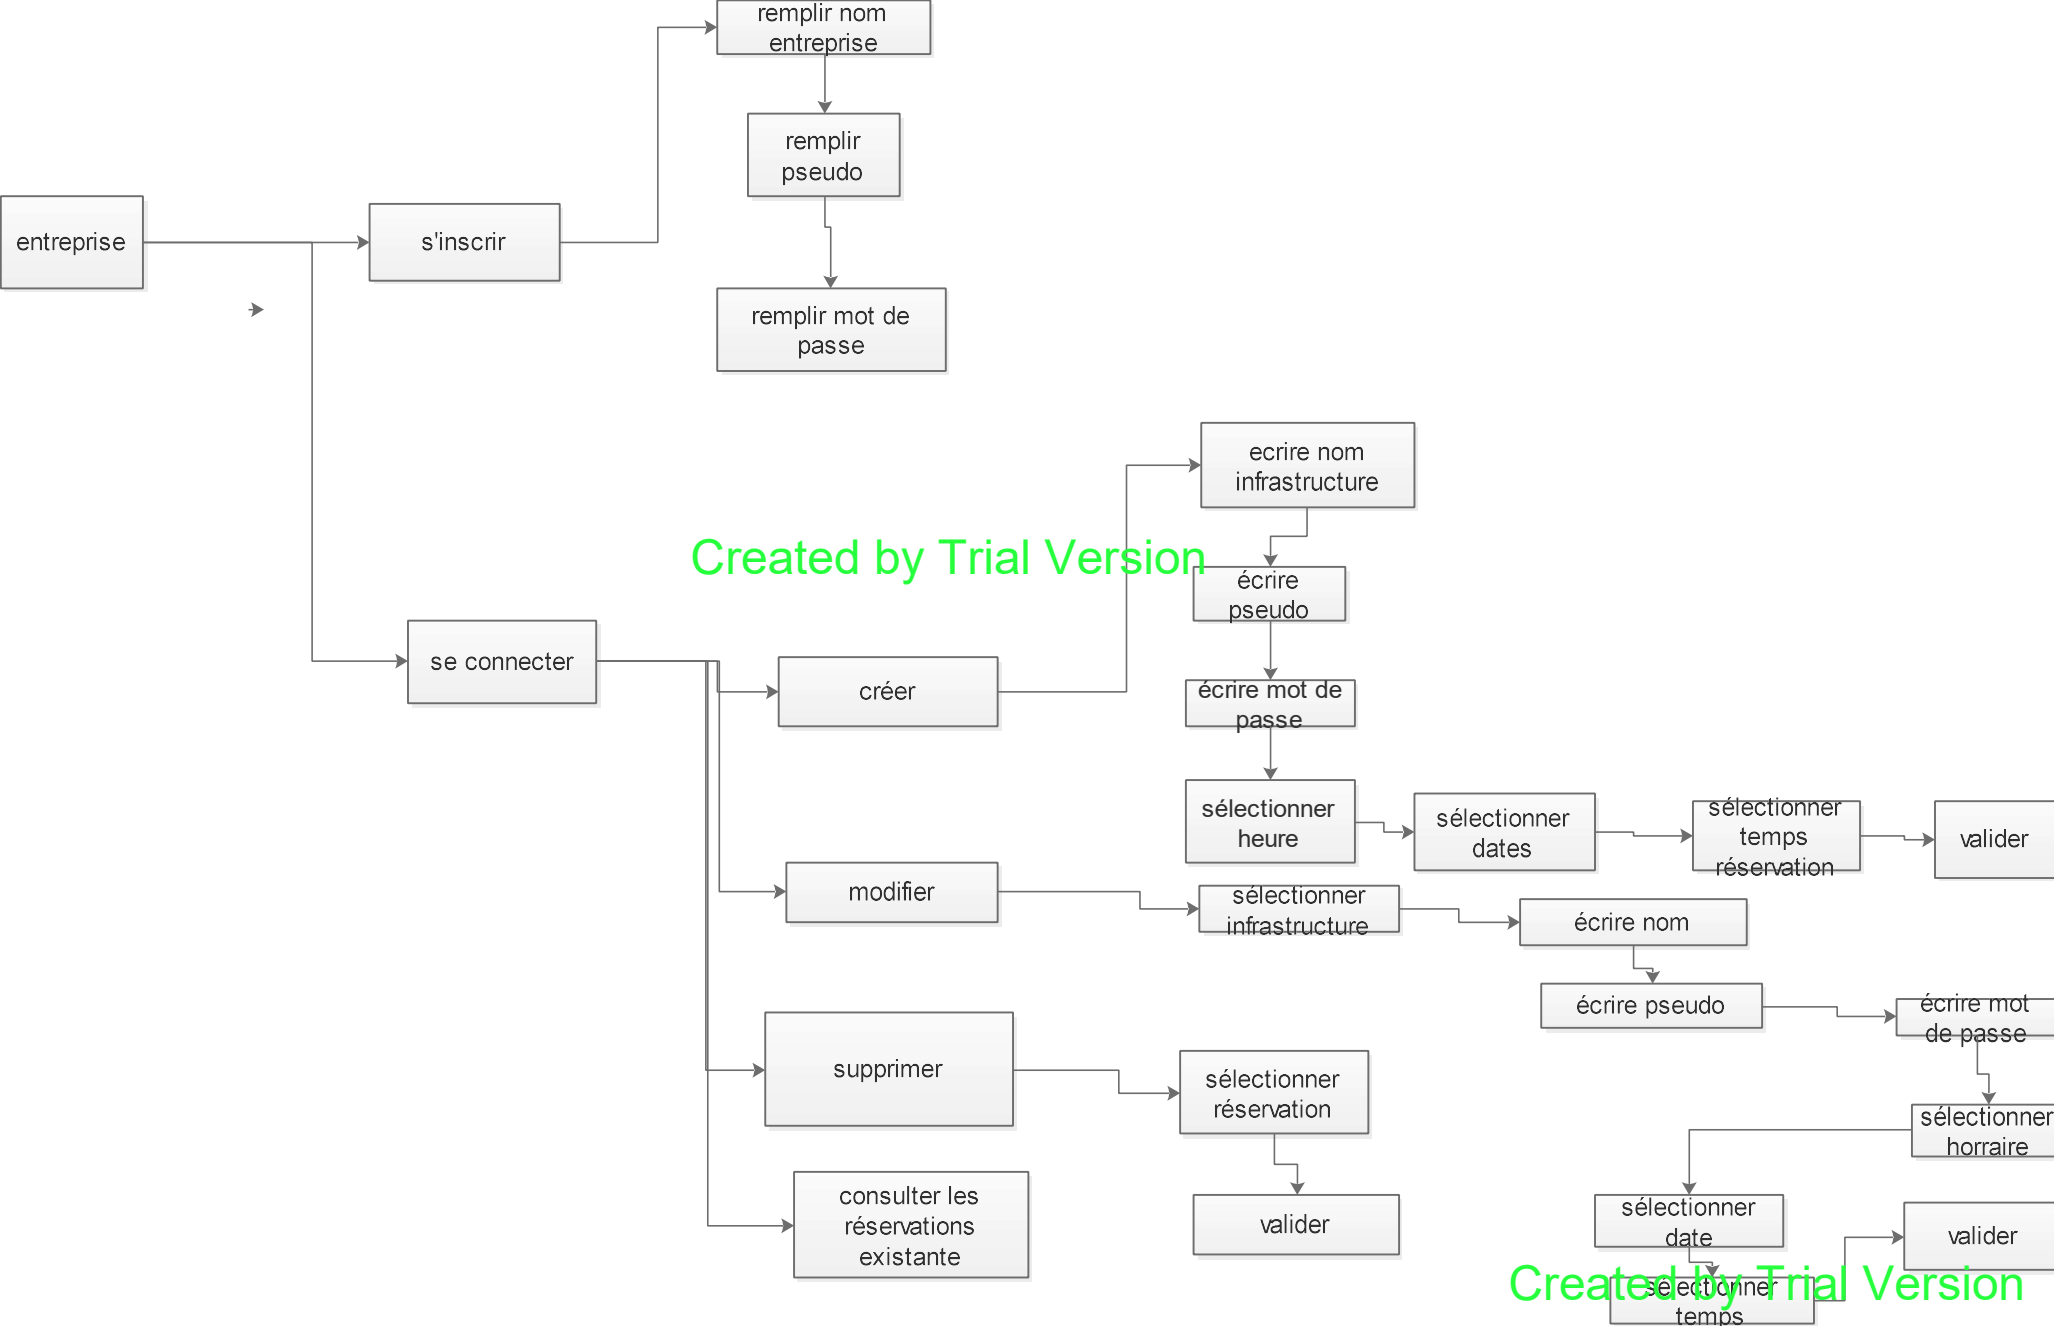 remplir nom
entreprise
remplir
pseudo
entreprise
s'inscrir
remplir mot de
passe
ecrire nom
infrastructure
Created by Trial Version
écrire
pseudo
se connecter
créer
écrire mot de
passe
sélectionner
heure
sélectionner
dates
sélectionner
temps
réservation
valider
modifier
sélectionner
infrastructure
écrire nom
écrire pseudo
écrire mot
de passe
supprimer
sélectionner
réservation
sélectionner
horraire
consulter les
réservations
existante
valider
sélectionner
date
valider
Created by Trial Version
sélectionner
temps